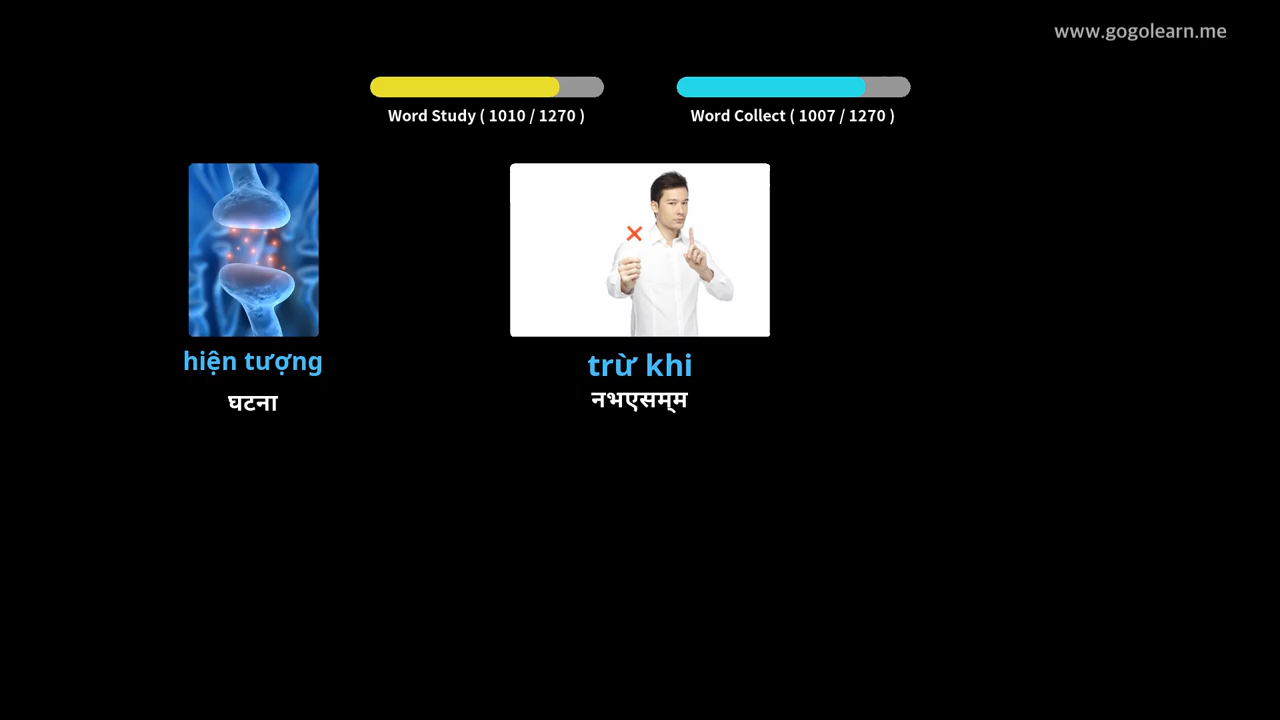 www.gogolearn.me
Word Study ( 1010 / 1270 )
Word Collect ( 1007 / 1270 )
hiện tượng
घटना
trừ khi
नभएसम्म